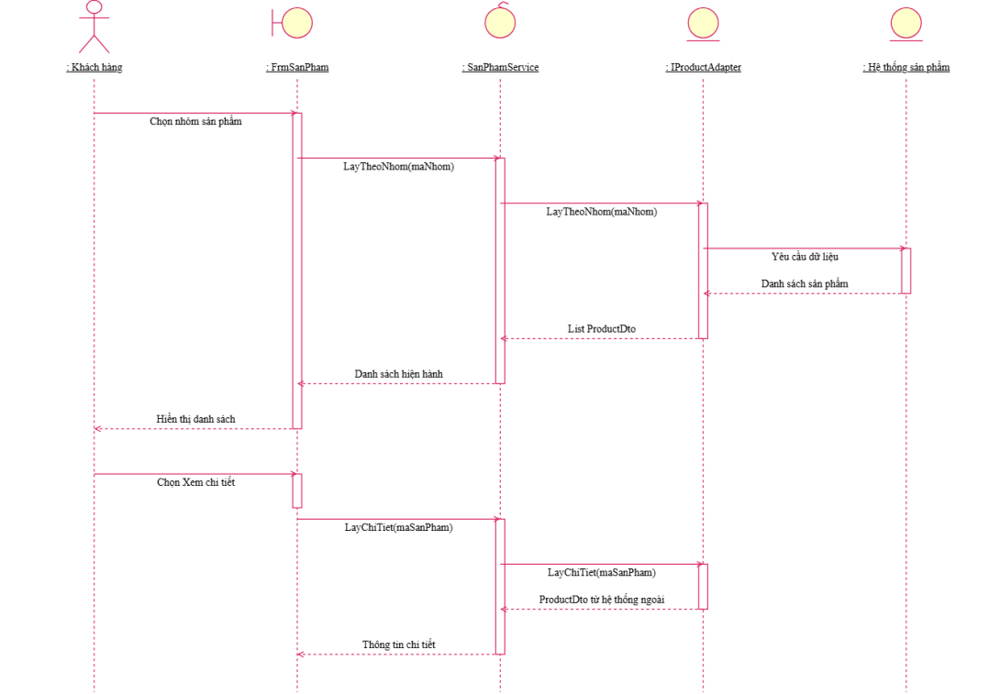 : Khách hàng
: FrmSanPham
: SanPhamService
: IProductAdapter
: Hệ thống sản phẩm
Chọn nhóm sản phẩm
LayTheoNhom(maNhom)
LayTheoNhom(maNhom)
Yêu cầu dữ liệu
Danh sách sản phẩm
List ProductDto
Danh sách hiện hành
Hiển thị danh sách
Chọn Xem chi tiết
LayChiTiet(maSanPham)
LayChiTiet(maSanPham)
ProductDto từ hệ thống ngoài
Thông tin chi tiết